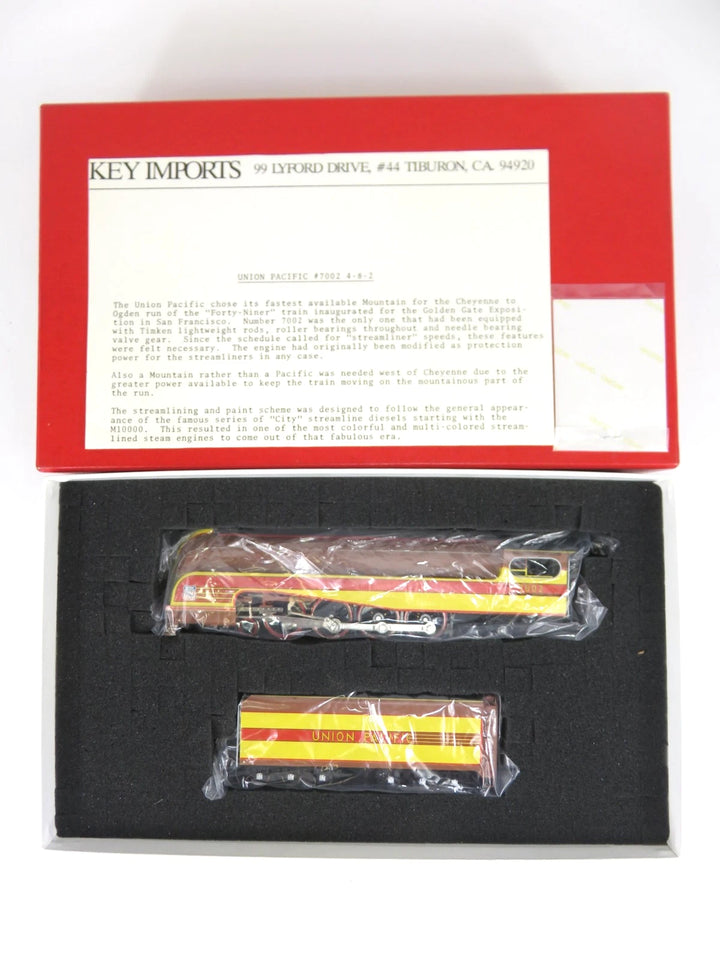 KEY IMPORTS 99 LYFORD DRIVE, #44 TIBURON, CA. 94920
UNION PACIFIC #7002 4-8-2
The Union Pacific chose its fastest available Mountain for the Cheyenne to
Ogden run of the "Forty-Niner" train inaugurated for the Golden Gate Exposi-
tion in San Francisco. Number 7002 was the only one that had been equipped
with Timken lightweight rods, roller bearings throughout and needle bearing
valve gear. Since the schedule called for "streamliner" speeds, these features
were felt necessary. The engine had originally been modified as protection
power for the streamliners in any case.
Also a Mountain rather than a Pacific was needed west of Cheyenne due to the
greater power available to keep the train moving on the mountainous part of
the run.
The streamlining and paint scheme was designed to follow the general appear-
ance of the famous series of "City" streamline diesels starting with the
M10000. This resulted in one of the most colorful and multi-colored stream-
lined steam engines to come out of that fabulous era.
UNION PACIFIC